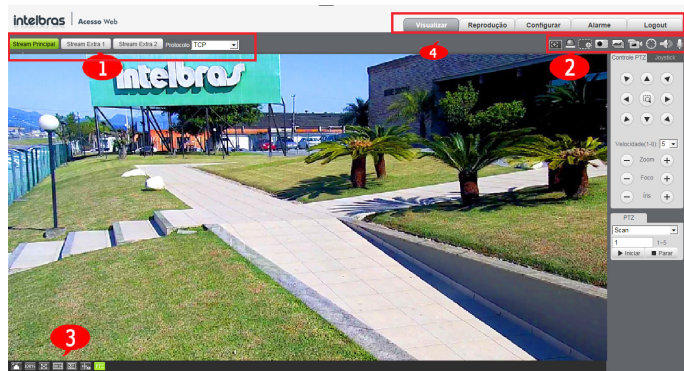 intelbras Acesso Web
Visualizar Reprodução Configurar Alarme Logout
Stream Principal Stream Extra 1 Stream Extra 2 Protocolo TCP
1
4
2
Controle PTZ Joystick
intelbras
Velocidade(1-8): 5
Zoom
Foco
Íris
PTZ
Scan
1 1-5
Iniciar Parar
3